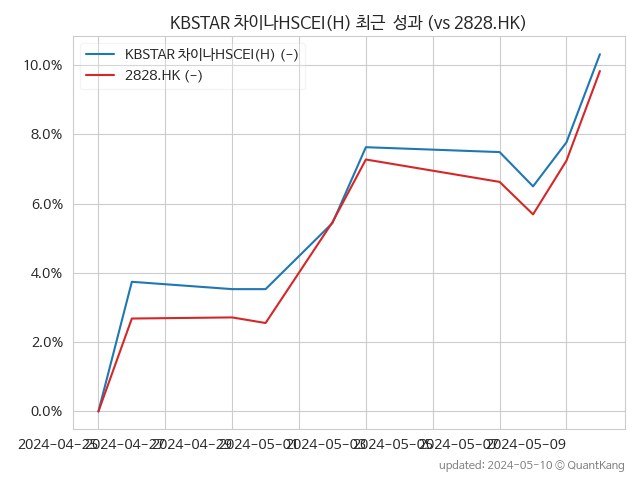 KBSTAR 차이나HSCEI(H) 최근 성과 (vs 2828.HK)
KBSTAR 차이나HSCEI(H) (-)
2828.HK (-)
10.0%
8.0%
6.0%
4.0%
2.0%
0.0%
2024-04-25 2024-04-27 2024-04-29 2024-05-01 2024-05-03 2024-05-05 2024-05-07 2024-05-09
updated: 2024-05-10 © QuantKang